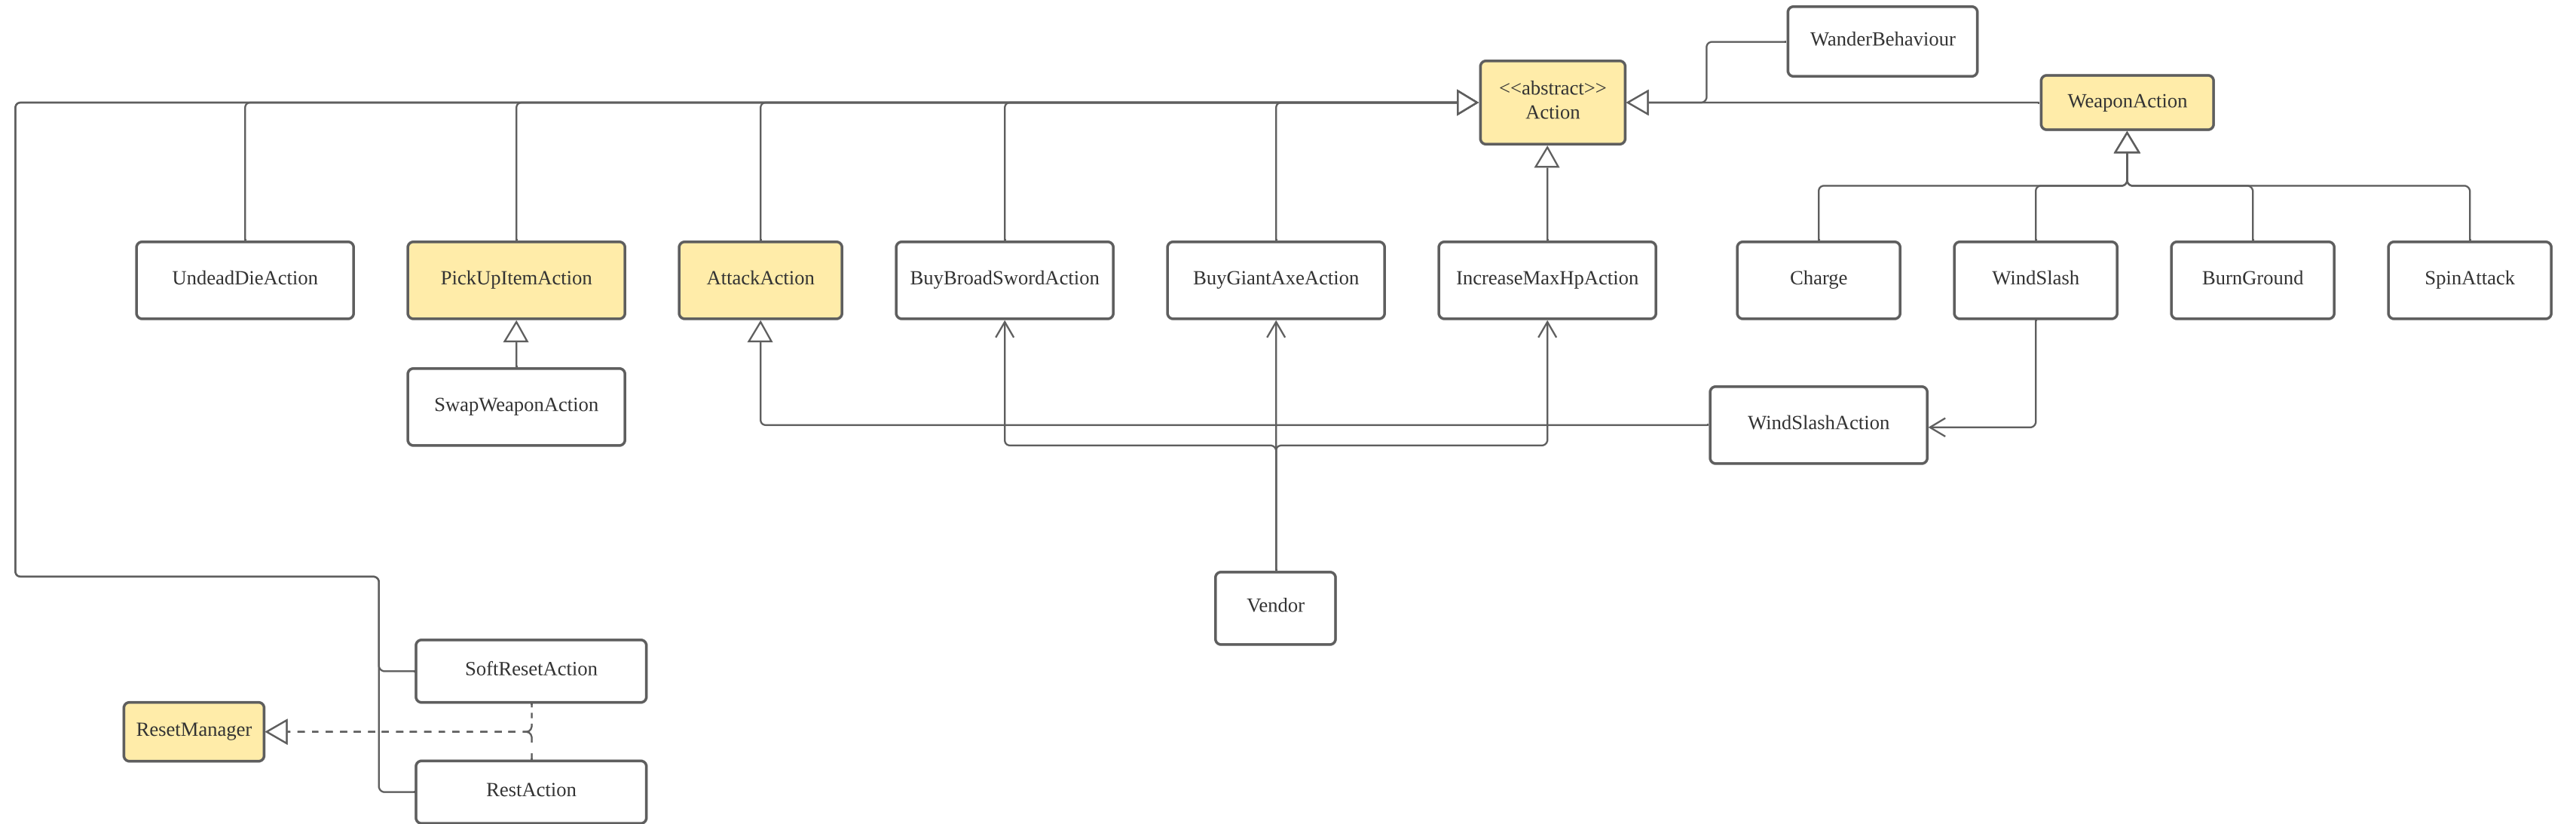 WanderBehaviour
<<abstract>>
Action
WeaponAction
UndeadDieAction
PickUpItemAction
AttackAction
BuyBroadSwordAction
BuyGiantAxeAction
IncreaseMaxHpAction
Charge
WindSlash
BurnGround
SpinAttack
SwapWeaponAction
WindSlashAction
Vendor
SoftResetAction
ResetManager
RestAction